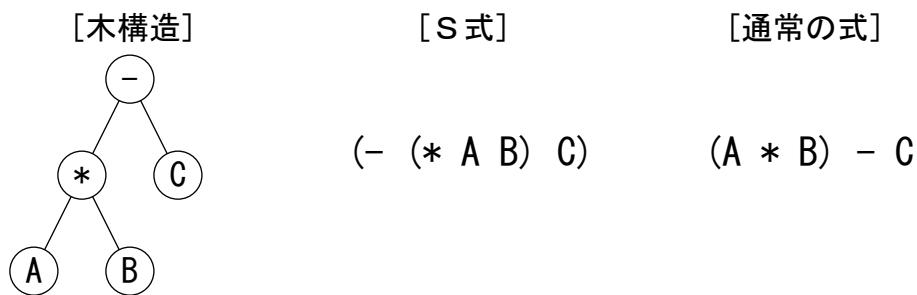 ［木構造］ ［Ｓ式］ ［通常の式］
－
＊ C
A B
(－ (＊ A B) C)
(A ＊ B) － C